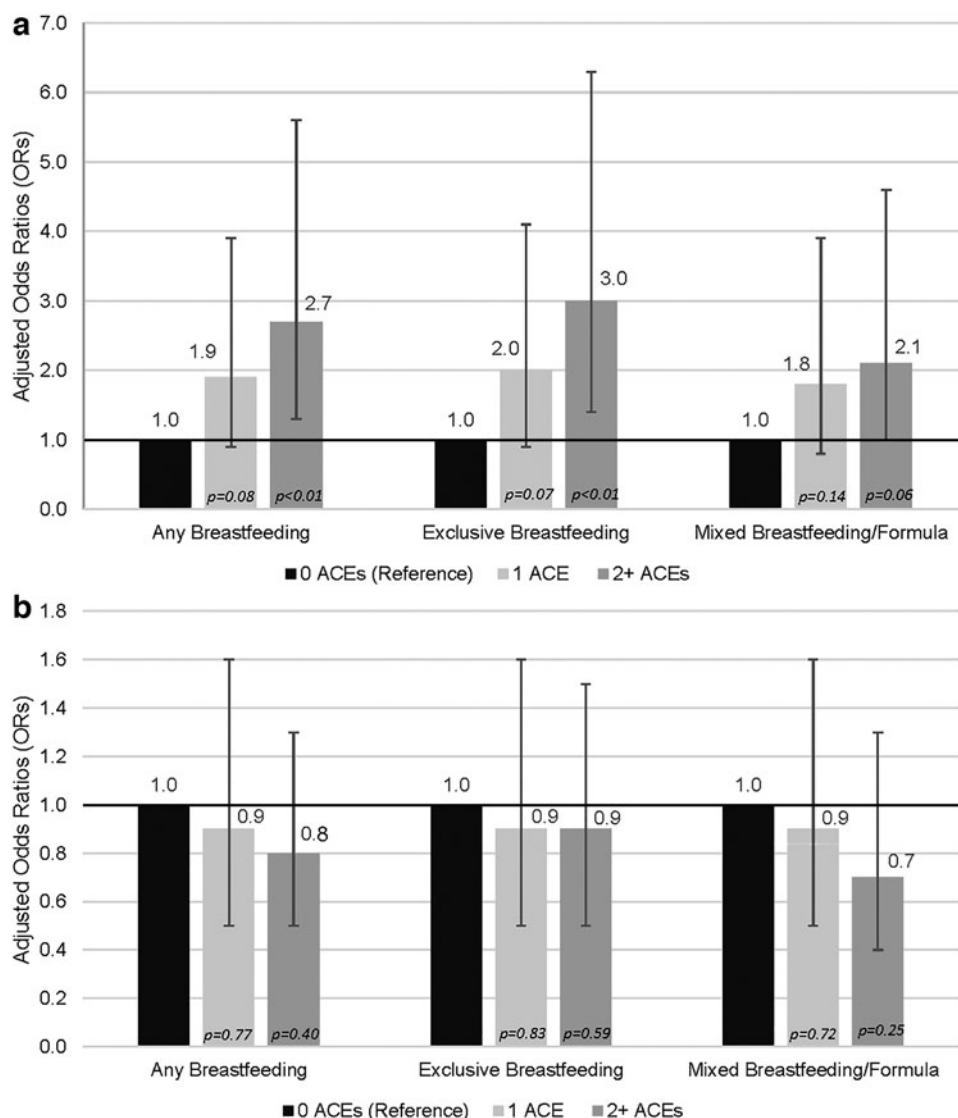 a
7.0
6.0
5.0
4.0
3.0
2.0
1.0
0.0
Adjusted Odds Ratios (ORs)
1.0
1.9
2.7
1.0
2.0
3.0
1.0
1.8
2.1
p=0.08
p<0.01
p=0.07
p<0.01
p=0.14
p=0.06
Any Breastfeeding
Exclusive Breastfeeding
Mixed Breastfeeding/Formula
0 ACEs (Reference) 1 ACE 2+ ACEs
b
1.8
1.6
1.4
1.2
1.0
0.8
0.6
0.4
0.2
0.0
Adjusted Odds Ratios (ORs)
1.0
0.9
0.8
1.0
0.9
0.9
1.0
0.9
0.7
p=0.77
p=0.40
p=0.83
p=0.59
p=0.72
p=0.25
Any Breastfeeding
Exclusive Breastfeeding
Mixed Breastfeeding/Formula
0 ACEs (Reference) 1 ACE 2+ ACEs